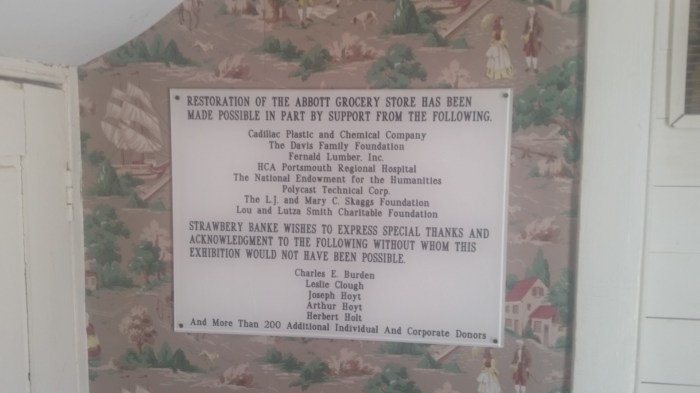 RESTORATION OF THE ABBOTT GROCERY STORE HAS BEEN
MADE POSSIBLE IN PART BY SUPPORT FROM THE FOLLOWING.
Cadillac Plastic and Chemical Company
The Davis Family Foundation
Fernald Lumber, Inc.
HCA Portsmouth Regional Hospital
The National Endowment for the Humanities
Polycast Technical Corp.
The L.J. and Mary C. Skaggs Foundation
Lou and Lutza Smith Charitable Foundation
STRAWBERY BANKE WISHES TO EXPRESS SPECIAL THANKS AND
ACKNOWLEDGMENT TO THE FOLLOWING WITHOUT WHOM THIS
EXHIBITION WOULD NOT HAVE BEEN POSSIBLE.
Charles E. Burden
Leslie Clough
Joseph Hoyt
Arthur Hoyt
Herbert Holt
And More Than 200 Additional Individual And Corporate Donors